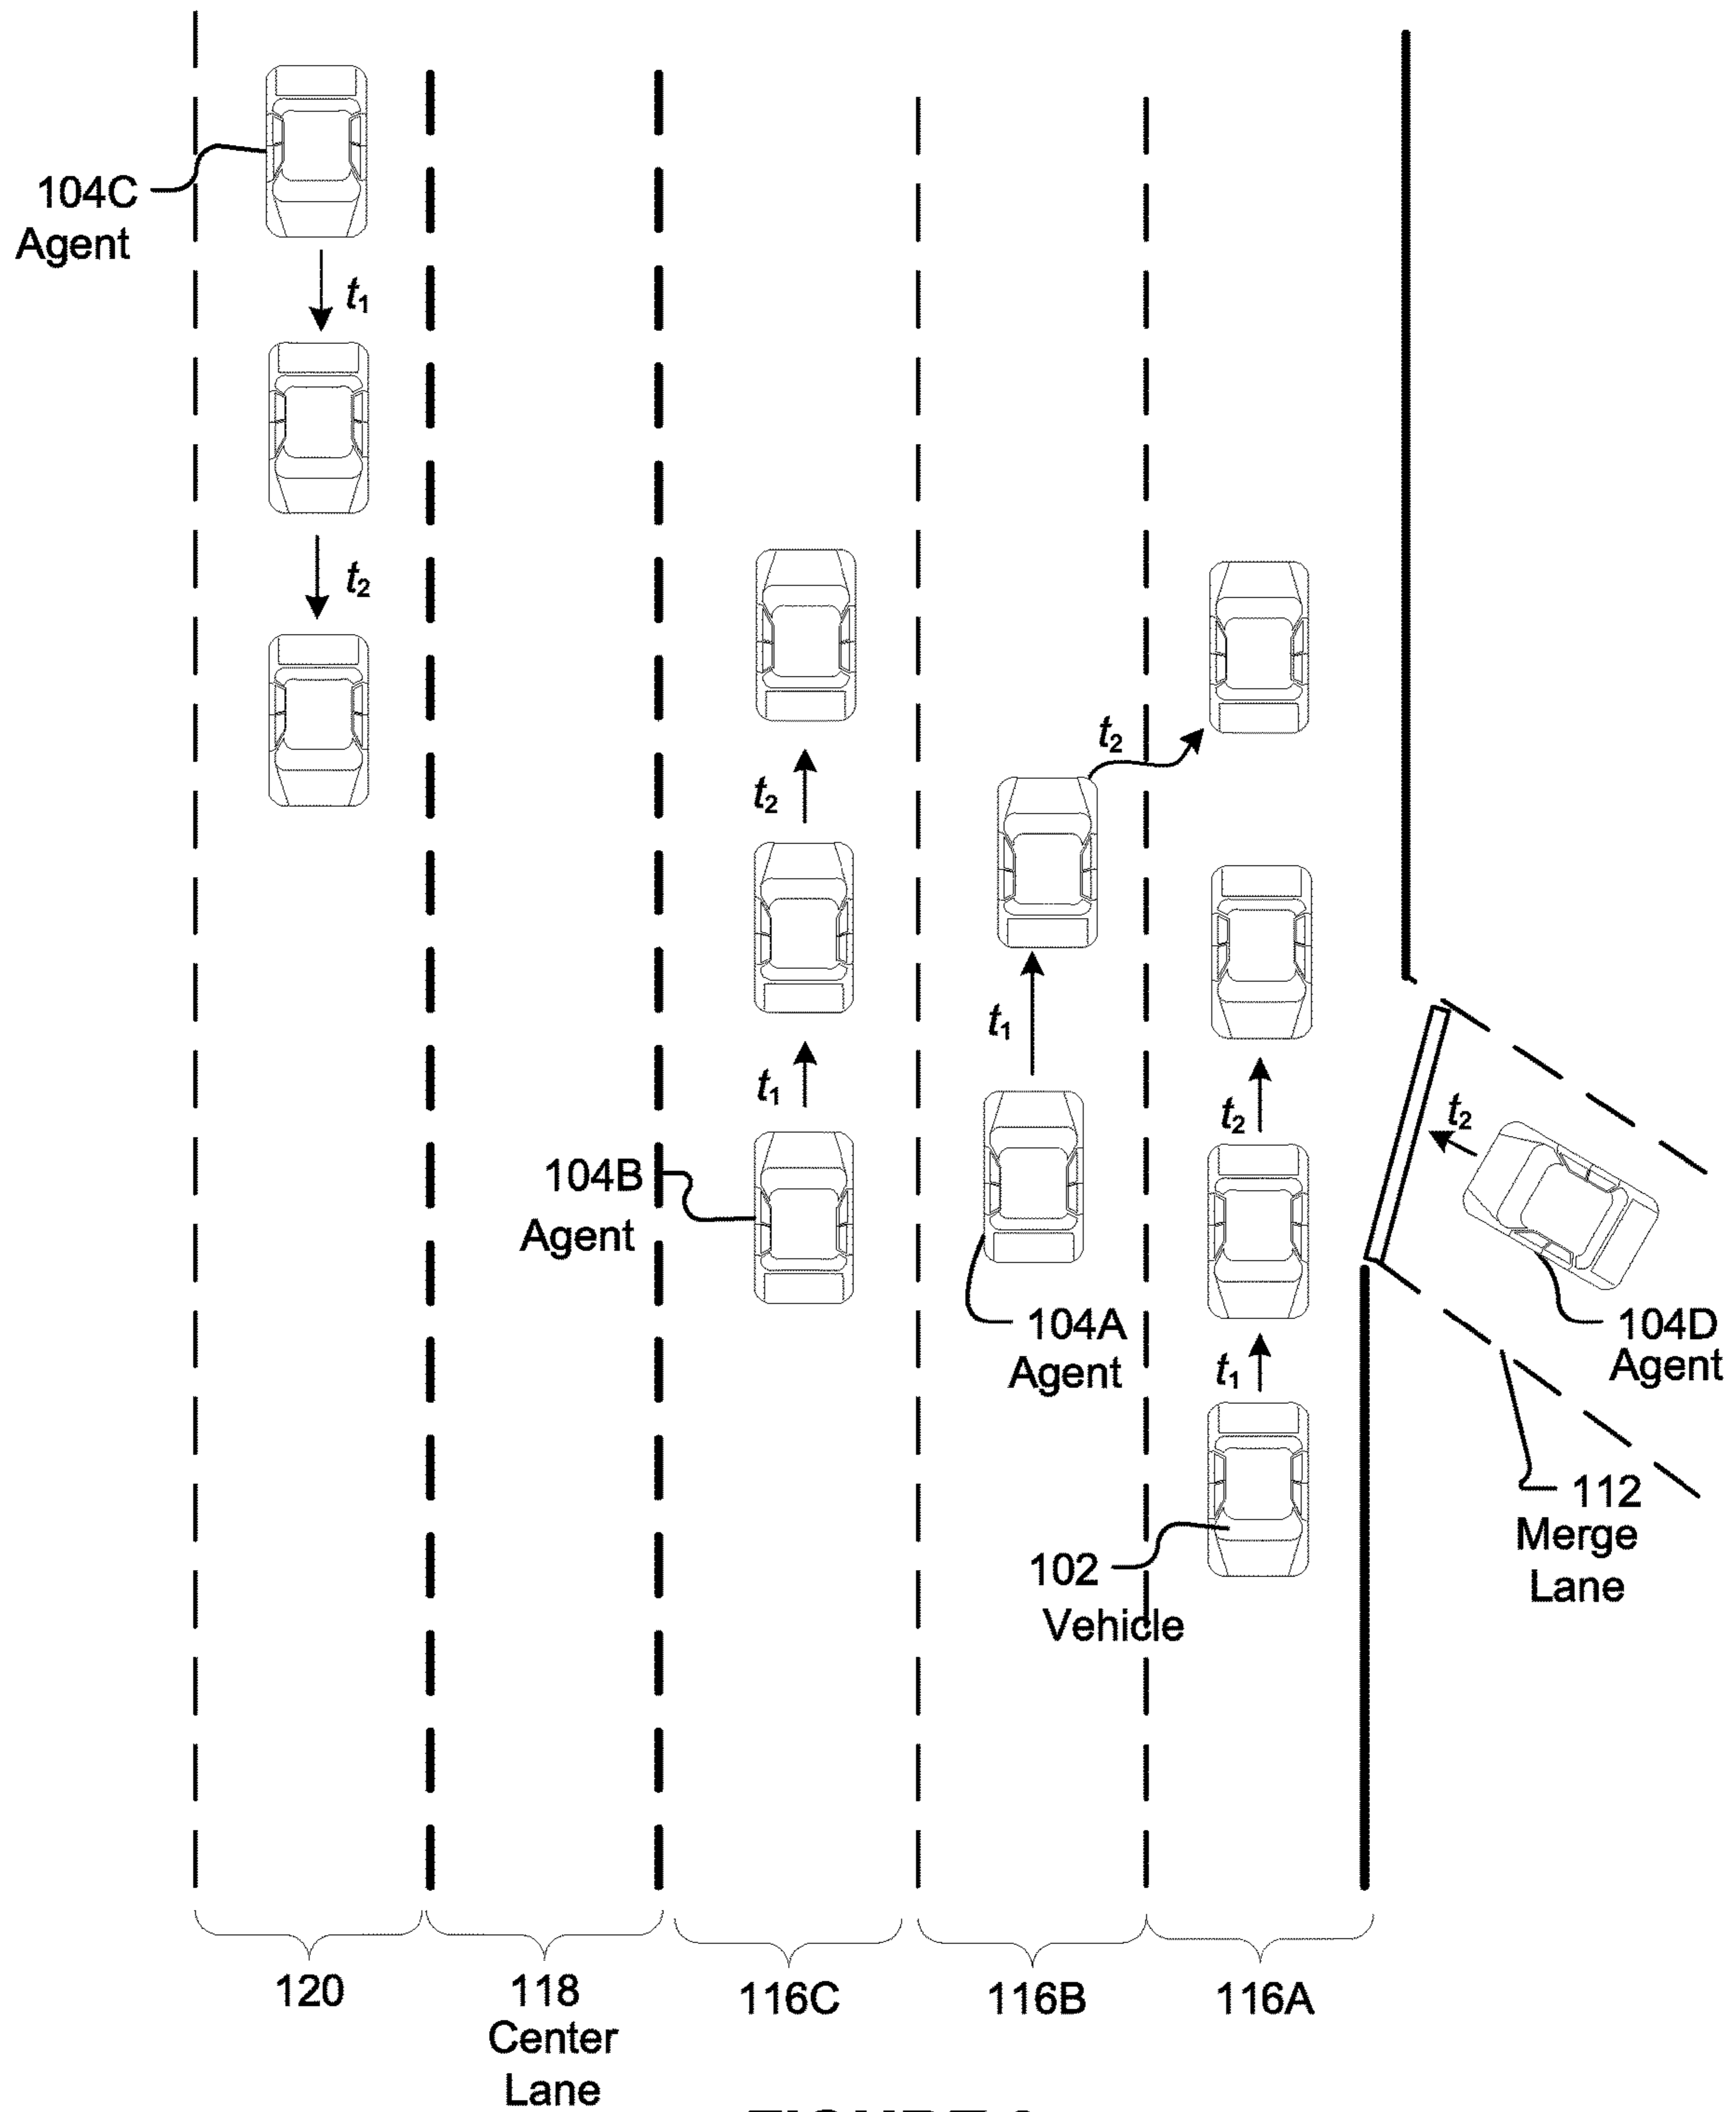 104C
Agent
t1
t2
t2
t2
t1
t2
t1
t2
104B
Agent
t1
104A
Agent
104D
Agent
112
Merge
Lane
102
Vehicle
120
118
Center
Lane
116C
116B
116A